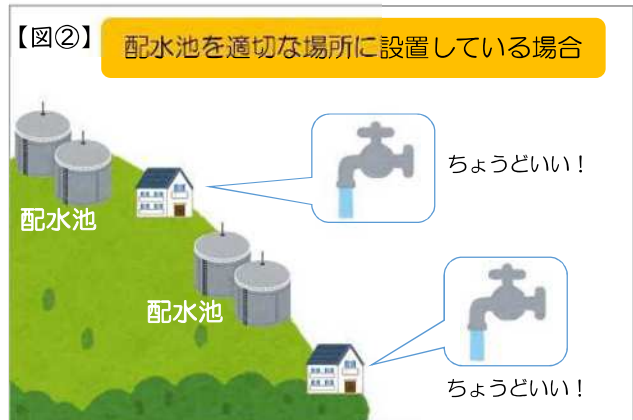 【図②】
配水池を適切な場所に設置している場合
ちょうどいい！
配水池
配水池
ちょうどいい！